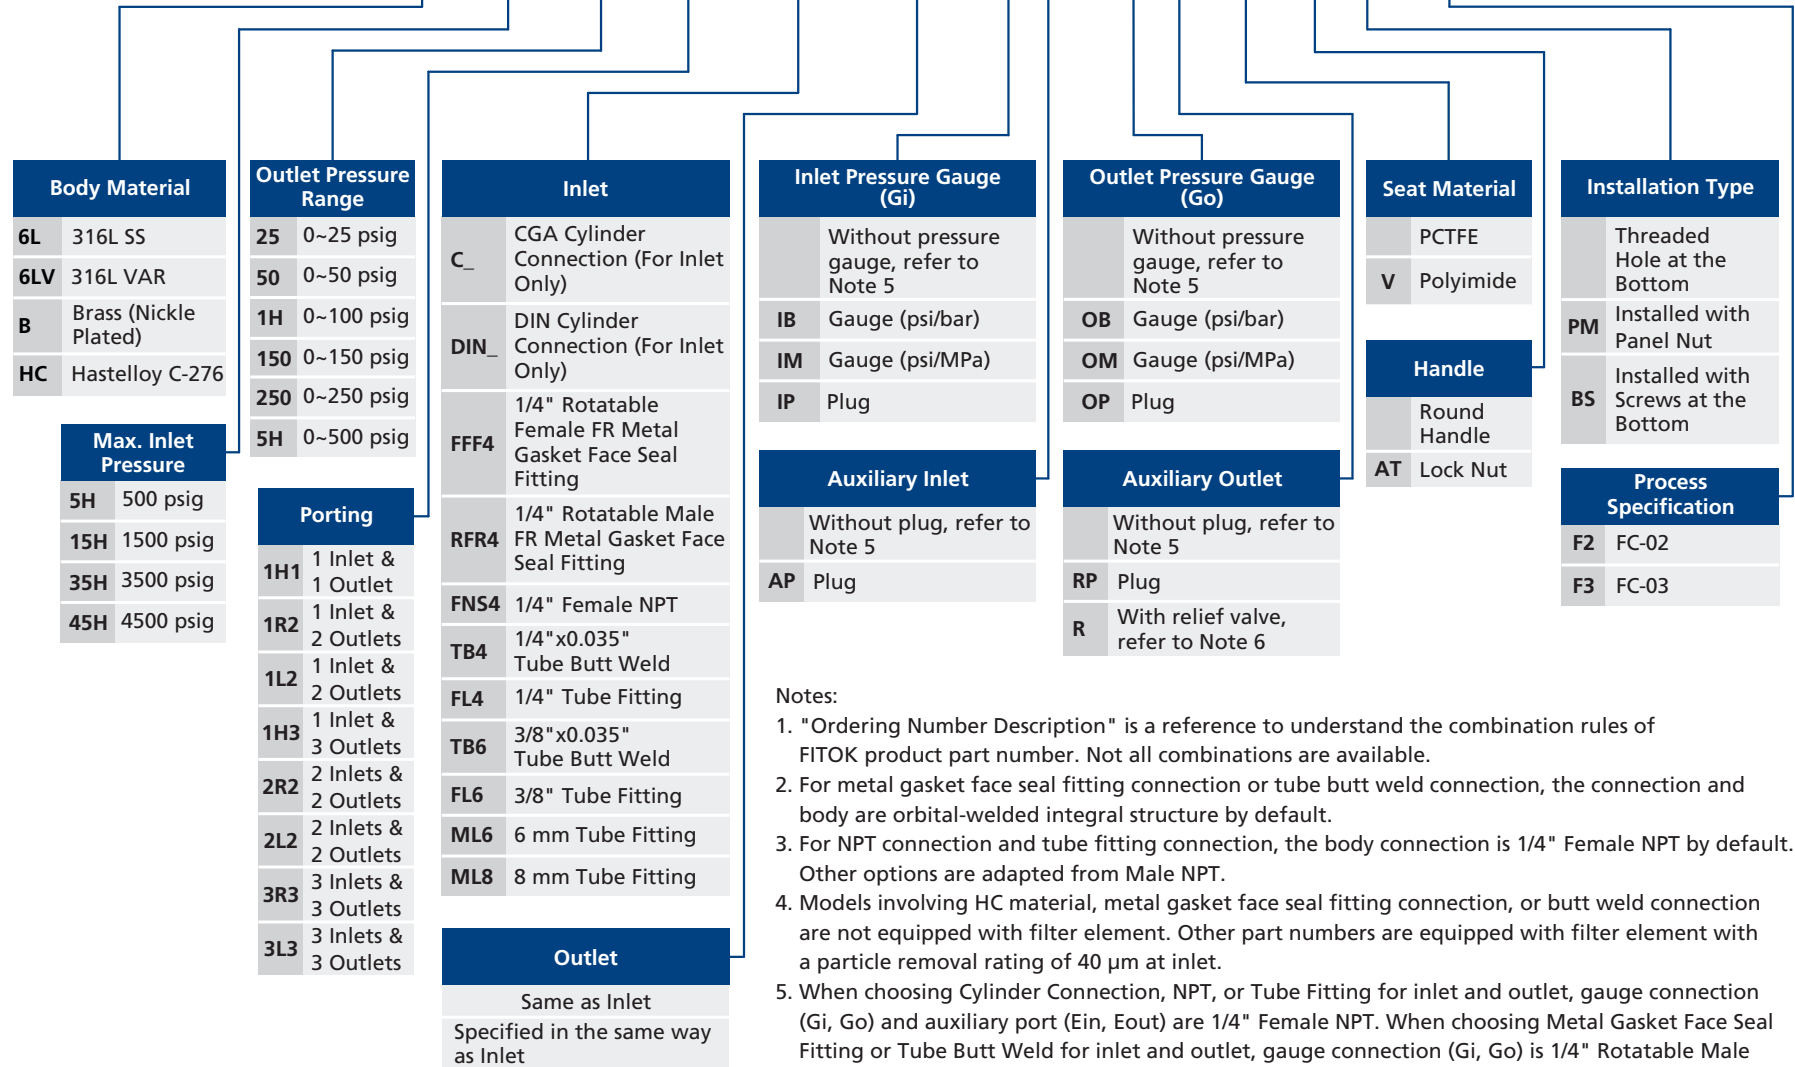 Body Material
6L 316L SS
6LV 316L VAR
B Brass (Nickle
Plated)
HC Hastelloy C-276
Max. Inlet
Pressure
5H 500 psig
15H 1500 psig
35H 3500 psig
45H 4500 psig
Outlet Pressure
Range
25 0~25 psig
50 0~50 psig
1H 0~100 psig
150 0~150 psig
250 0~250 psig
5H 0~500 psig
Porting
1H1 1 Inlet &
1 Outlet
1R2 1 Inlet &
2 Outlets
1L2 1 Inlet &
2 Outlets
1H3 1 Inlet &
3 Outlets
2R2 2 Inlets &
2 Outlets
2L2 2 Inlets &
2 Outlets
3R3 3 Inlets &
3 Outlets
3L3 3 Inlets &
3 Outlets
Inlet
C_ CGA Cylinder
Connection (For Inlet
Only)
DIN_ DIN Cylinder
Connection (For Inlet
Only)
FFF4 1/4" Rotatable
Female FR Metal
Gasket Face Seal
Fitting
RFR4 1/4" Rotatable Male
FR Metal Gasket Face
Seal Fitting
FNS4 1/4" Female NPT
TB4 1/4"x0.035"
Tube Butt Weld
FL4 1/4" Tube Fitting
TB6 3/8"x0.035"
Tube Butt Weld
FL6 3/8" Tube Fitting
ML6 6 mm Tube Fitting
ML8 8 mm Tube Fitting
Outlet
Same as Inlet
Specified in the same way
as Inlet
Inlet Pressure Gauge
(Gi)
Without pressure
gauge, refer to
Note 5
IB Gauge (psi/bar)
IM Gauge (psi/MPa)
IP Plug
Auxiliary Inlet
Without plug, refer to
Note 5
AP Plug
Outlet Pressure Gauge
(Go)
Without pressure
gauge, refer to
Note 5
OB Gauge (psi/bar)
OM Gauge (psi/MPa)
OP Plug
Auxiliary Outlet
Without plug, refer to
Note 5
RP Plug
R With relief valve,
refer to Note 6
Seat Material
PCTFE
V Polyimide
Handle
Round
Handle
AT Lock Nut
Installation Type
Threaded
Hole at the
Bottom
PM Installed with
Panel Nut
BS Installed with
Screws at the
Bottom
Process
Specification
F2 FC-02
F3 FC-03
Notes:
1. "Ordering Number Description" is a reference to understand the combination rules of
FITOK product part number. Not all combinations are available.
2. For metal gasket face seal fitting connection or tube butt weld connection, the connection and
body are orbital-welded integral structure by default.
3. For NPT connection and tube fitting connection, the body connection is 1/4" Female NPT by default.
Other options are adapted from Male NPT.
4. Models involving HC material, metal gasket face seal fitting connection, or butt weld connection
are not equipped with filter element. Other part numbers are equipped with filter element with
a particle removal rating of 40 µm at inlet.
5. When choosing Cylinder Connection, NPT, or Tube Fitting for inlet and outlet, gauge connection
(Gi, Go) and auxiliary port (Ein, Eout) are 1/4" Female NPT. When choosing Metal Gasket Face Seal
Fitting or Tube Butt Weld for inlet and outlet, gauge connection (Gi, Go) is 1/4" Rotatable Male